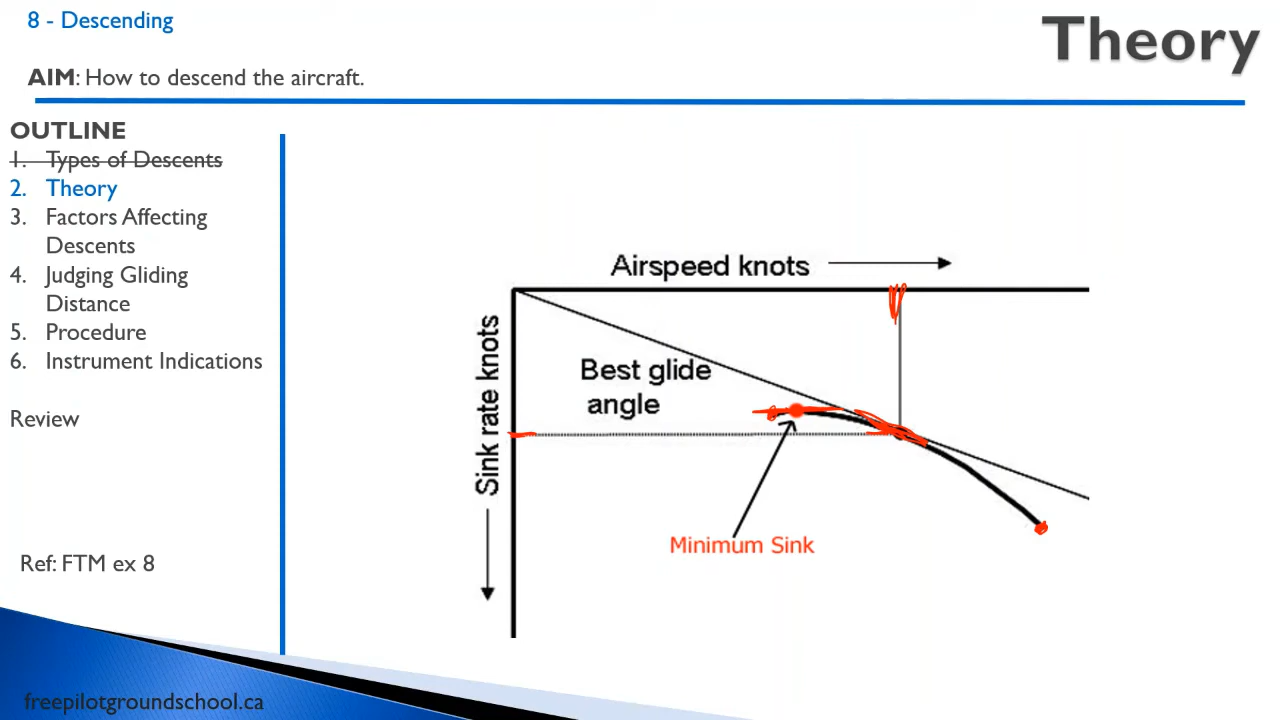 8 - Descending
Theory
AIM: How to descend the aircraft.
OUTLINE
1. Types of Descents
2. Theory
3. Factors Affecting
Descents
4. Judging Gliding
Distance
5. Procedure
6. Instrument Indications
Review
Ref: FTM ex 8
freepilotgroundschool.ca
Airspeed knots
Sink rate knots
Best glide
angle
Minimum Sink